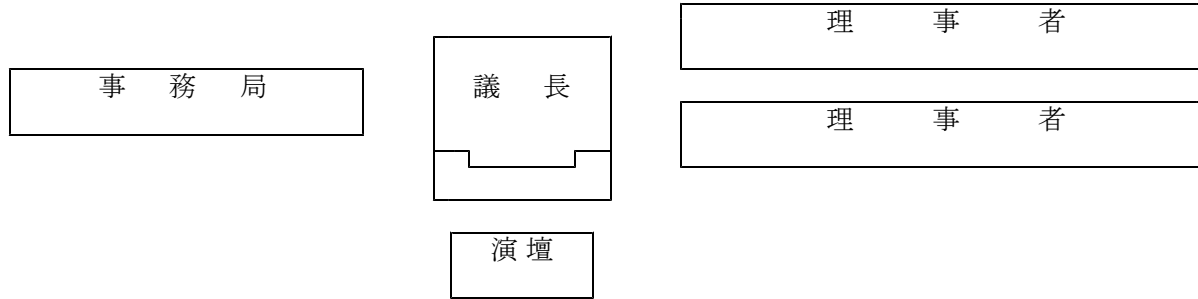 理 事 者
事 務 局
議 長
理 事 者
演 壇